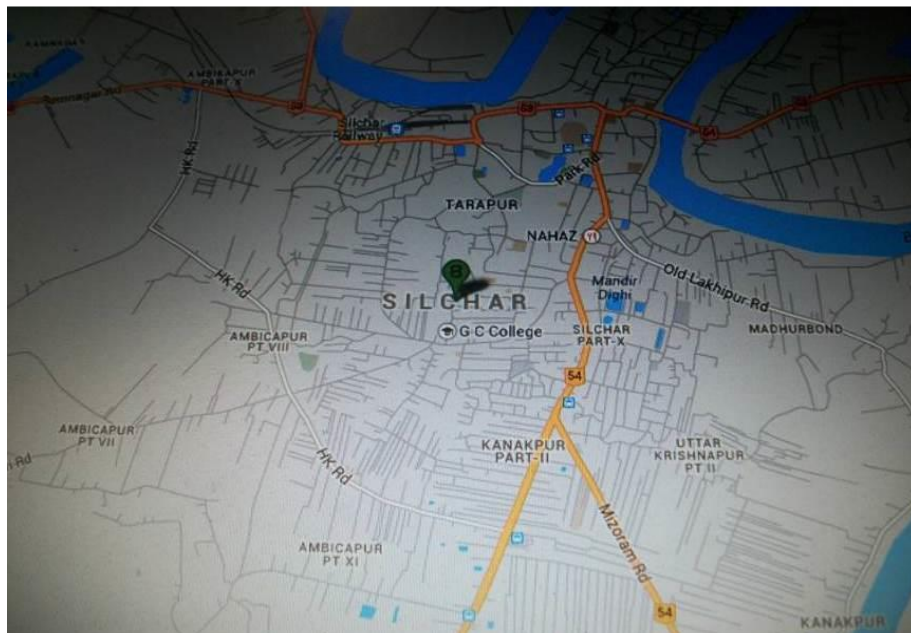 AMBICAPUR
PART-X
Silchar
Railway
53
54
HK Rd
Park Rd
TARAPUR
NAHAZ
Old Lakhipur Rd
HK Rd
B
Mandir
Dighi
SILCHAR
G C College
SILCHAR
PART-X
MADHURBOND
AMBICAPUR
PT VIII
54
AMBICAPUR
PT VII
KANAKPUR
PART-II
UTTAR
KRISHNAPUR
PT II
HK Rd
Mizoram Rd
AMBICAPUR
PT XI
54
KANAKPUR